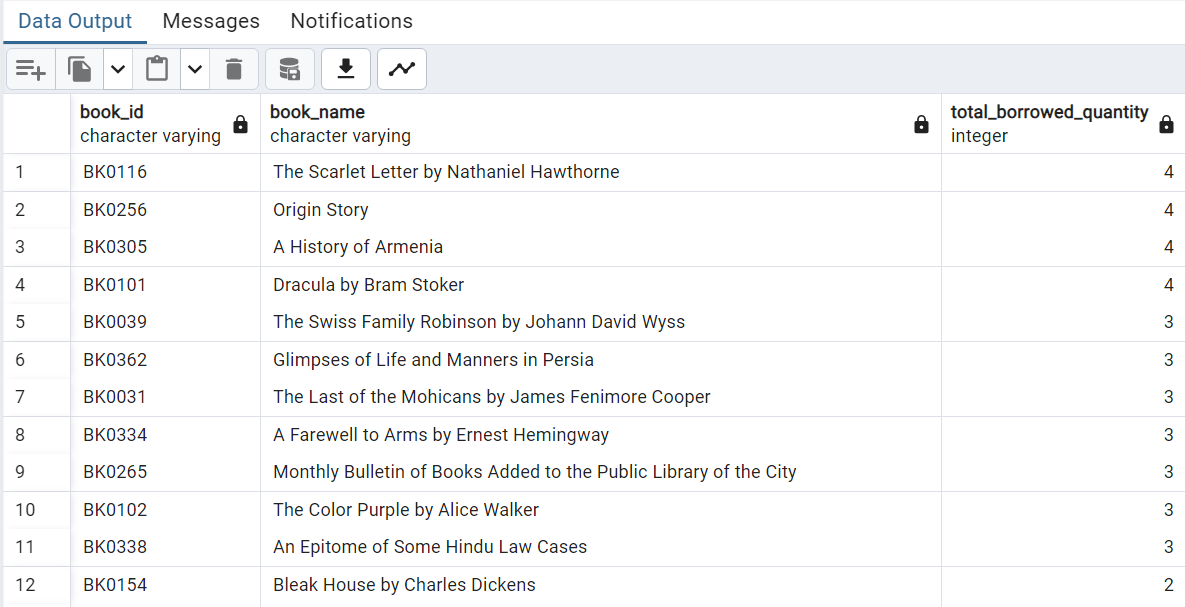 Data Output Messages Notifications
book_id book_name total_borrowed_quantity
character varying character varying integer
1 BK0116 The Scarlet Letter by Nathaniel Hawthorne 4
2 BK0256 Origin Story 4
3 BK0305 A History of Armenia 4
4 BK0101 Dracula by Bram Stoker 4
5 BK0039 The Swiss Family Robinson by Johann David Wyss 3
6 BK0362 Glimpses of Life and Manners in Persia 3
7 BK0031 The Last of the Mohicans by James Fenimore Cooper 3
8 BK0334 A Farewell to Arms by Ernest Hemingway 3
9 BK0265 Monthly Bulletin of Books Added to the Public Library of the City 3
10 BK0102 The Color Purple by Alice Walker 3
11 BK0338 An Epitome of Some Hindu Law Cases 3
12 BK0154 Bleak House by Charles Dickens 2